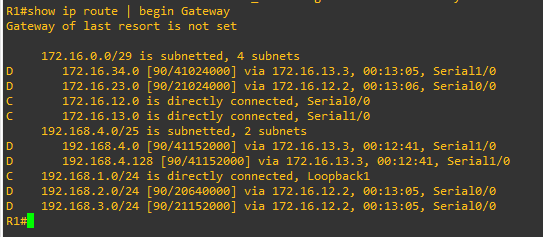 R1#show ip route | begin Gateway
Gateway of last resort is not set
     172.16.0.0/29 is subnetted, 4 subnets
D       172.16.34.0 [90/41024000] via 172.16.13.3, 00:13:05, Serial1/0
D       172.16.23.0 [90/21024000] via 172.16.12.2, 00:13:06, Serial0/0
C       172.16.12.0 is directly connected, Serial0/0
C       172.16.13.0 is directly connected, Serial1/0
     192.168.4.0/25 is subnetted, 2 subnets
D       192.168.4.0 [90/41152000] via 172.16.13.3, 00:12:41, Serial1/0
D       192.168.4.128 [90/41152000] via 172.16.13.3, 00:12:41, Serial1/0
C    192.168.1.0/24 is directly connected, Loopback1
D    192.168.2.0/24 [90/20640000] via 172.16.12.2, 00:13:05, Serial0/0
D    192.168.3.0/24 [90/21152000] via 172.16.12.2, 00:13:05, Serial0/0
R1#